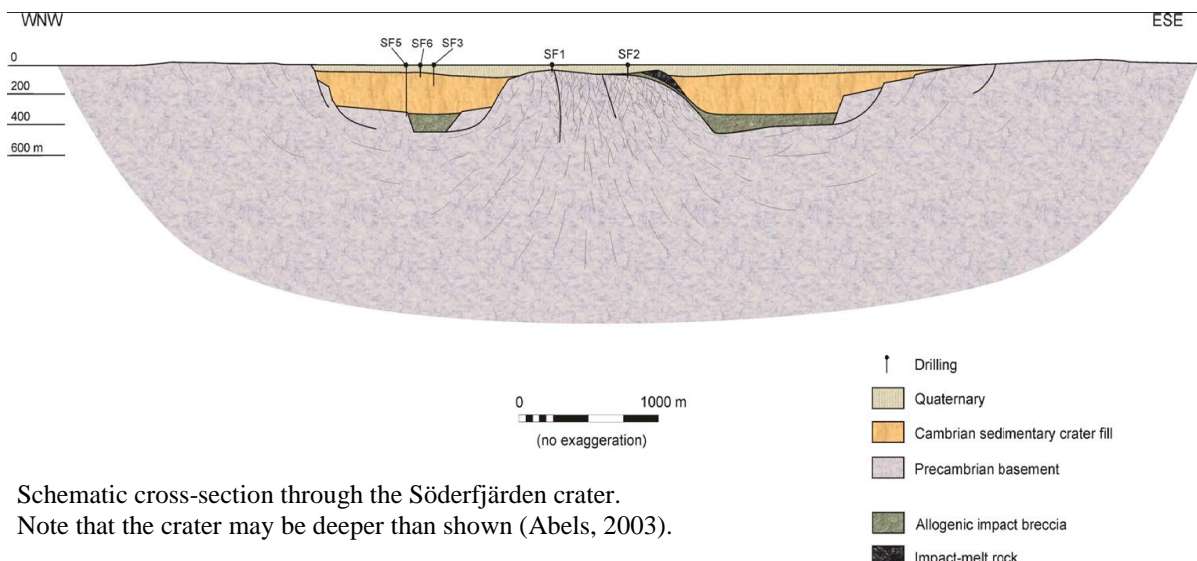 WNW
ESE
SF5 SF6 SF3
SF1
SF2
0
200
400
600 m
0 1000 m
(no exaggeration)
Drilling
Quaternary
Cambrian sedimentary crater fill
Precambrian basement
Allogenic impact breccia
Impact-melt rock
Schematic cross-section through the Söderfjärden crater.
Note that the crater may be deeper than shown (Abels, 2003).